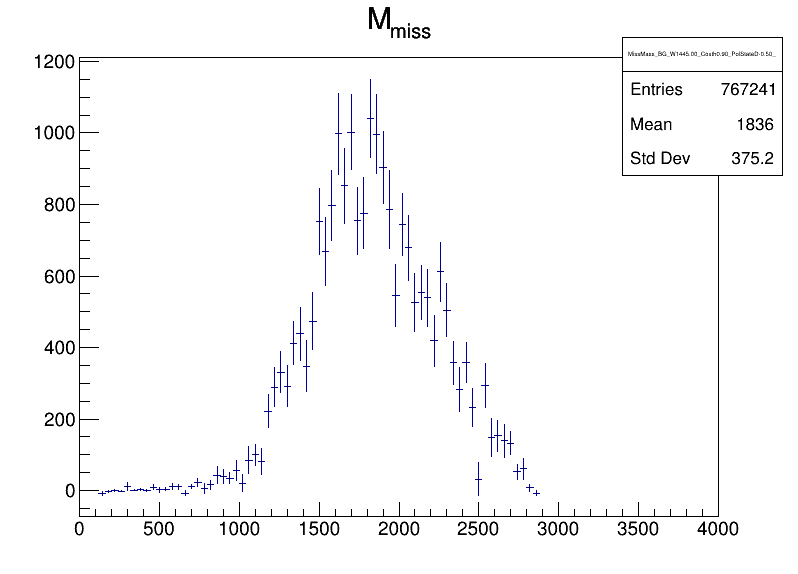 M_miss
MissMass_BG_W1445.00_Costh0.90_PolStateD-0.50_
Entries 767241
Mean 1836
Std Dev 375.2
1200
1000
800
600
400
200
0
0 500 1000 1500 2000 2500 3000 3500 4000